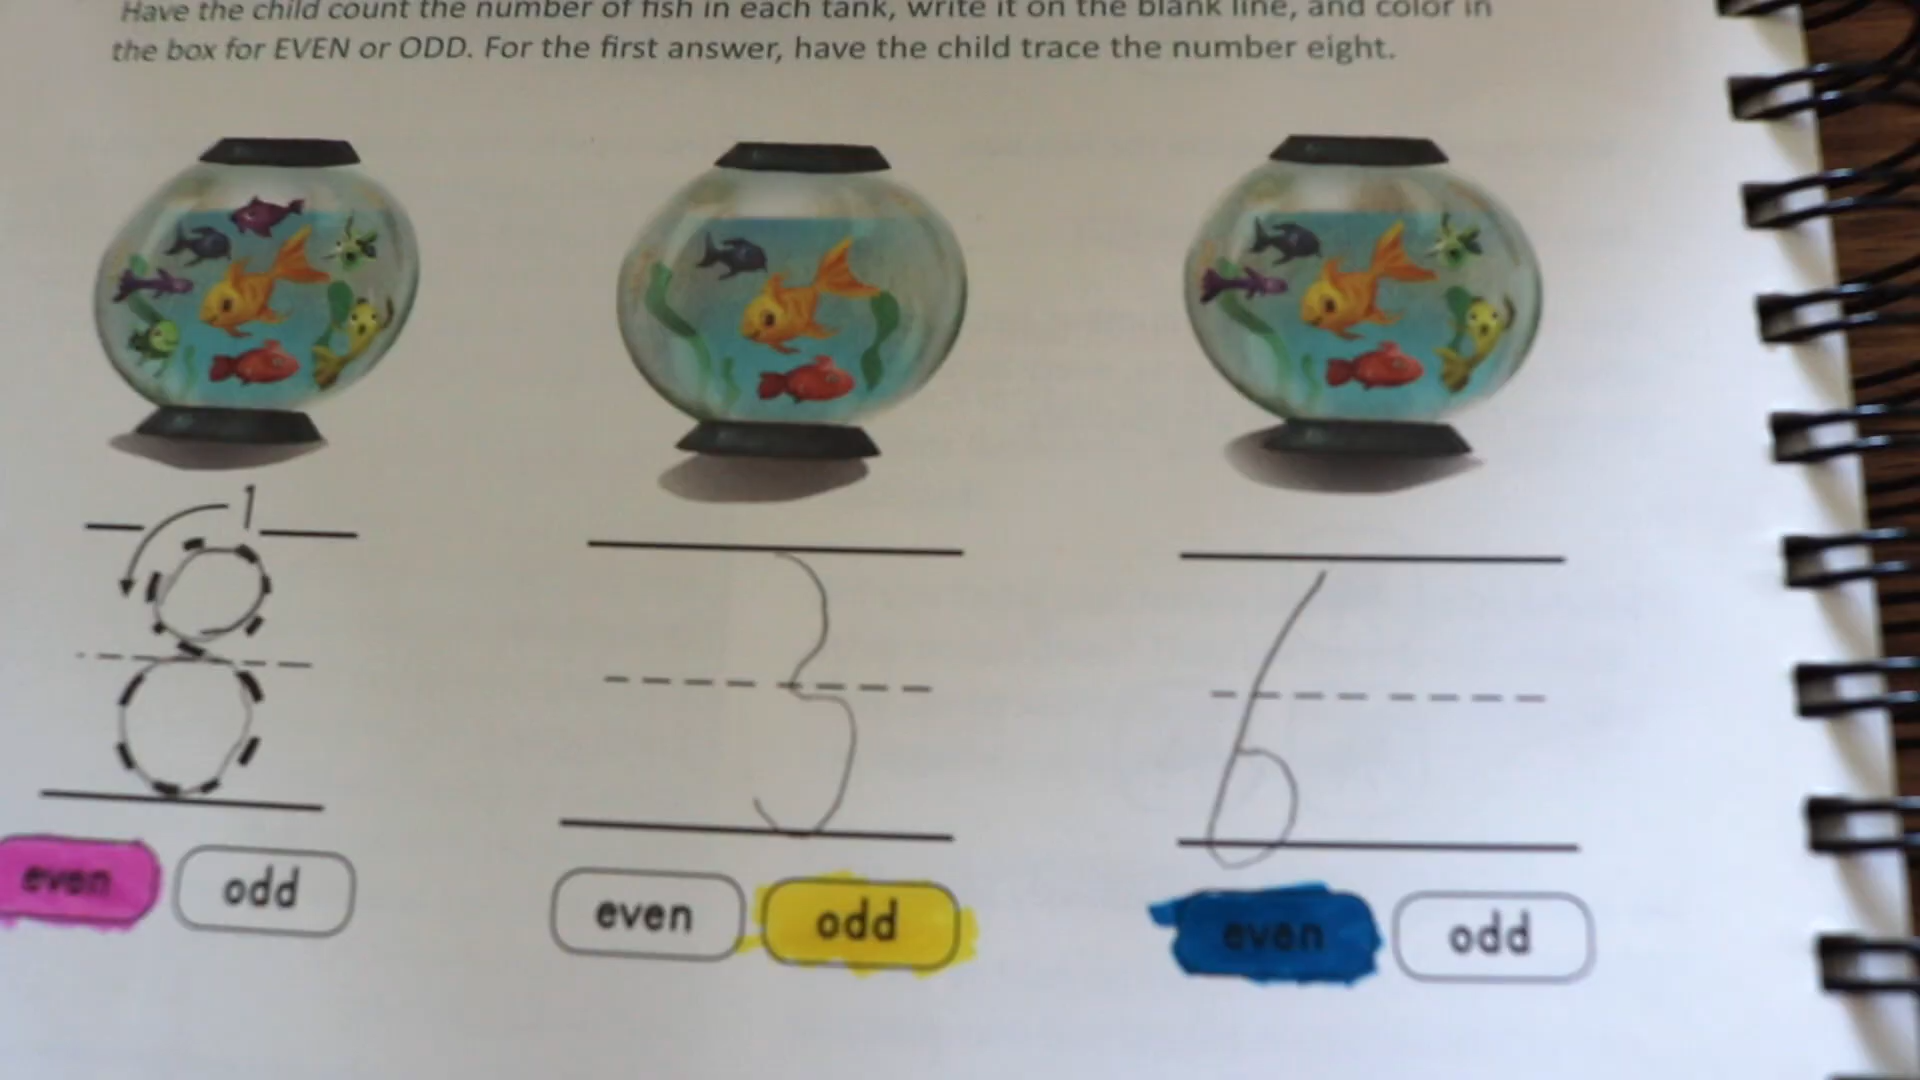 Have the child count the number of fish in each tank, write it on the blank line, and color in
the box for EVEN or ODD. For the first answer, have the child trace the number eight.
1
8 3 6
even odd even odd even odd